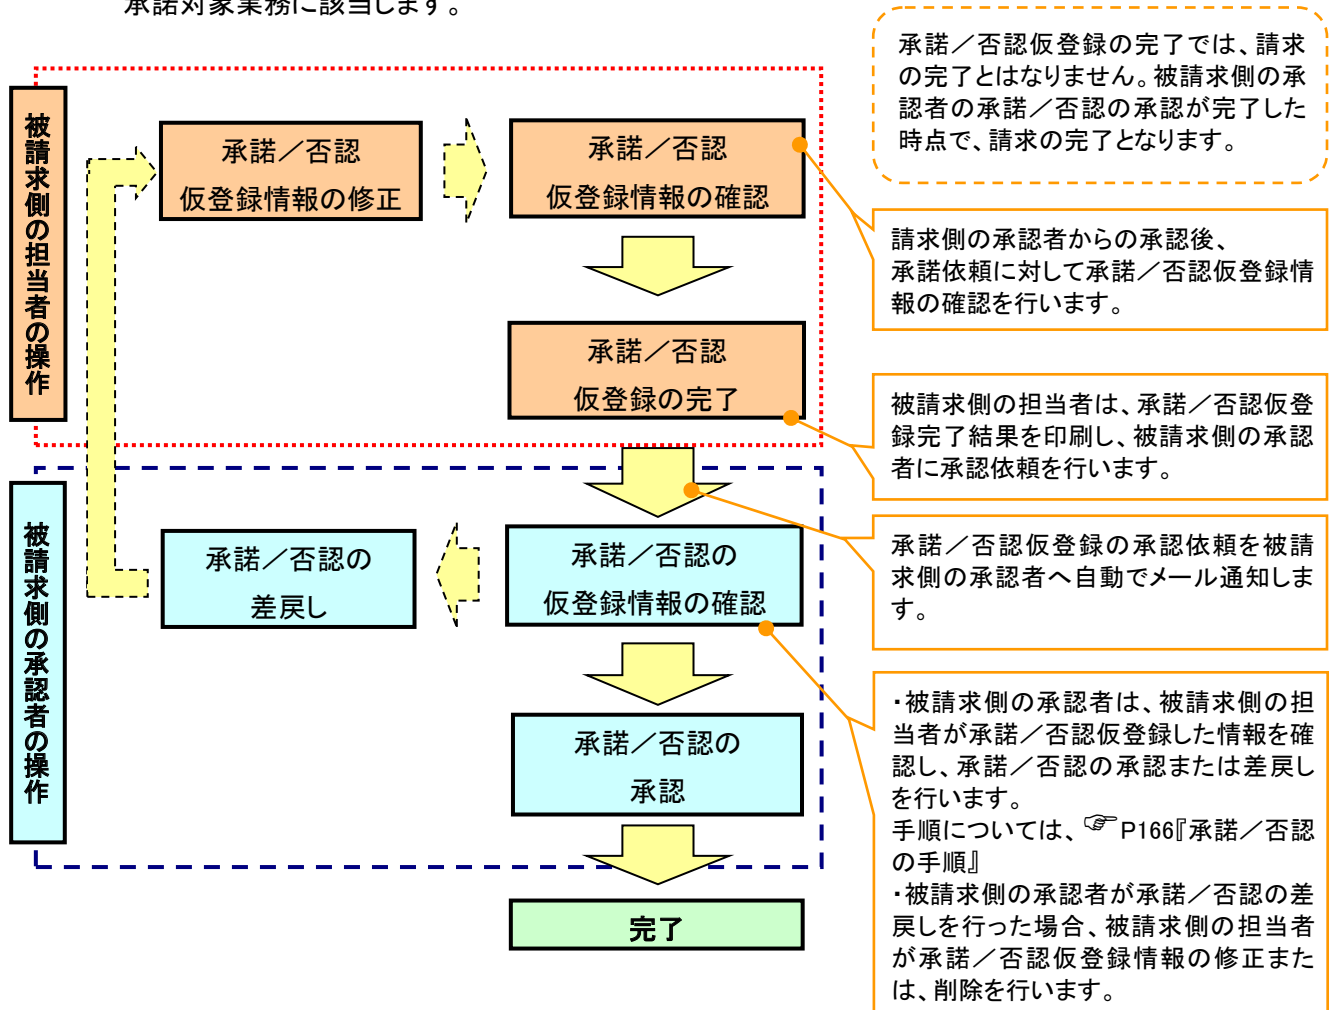 承諾対象業務に該当します。
承諾／否認仮登録の完了では、請求
の完了とはなりません。被請求側の承
認者の承諾／否認の承認が完了した
時点で、請求の完了となります。
被請求側の担当者の操作
承諾／否認
仮登録情報の修正
承諾／否認
仮登録情報の確認
請求側の承認者からの承認後、
承諾依頼に対して承諾／否認仮登録情
報の確認を行います。
承諾／否認
仮登録の完了
被請求側の担当者は、承諾／否認仮登
録完了結果を印刷し、被請求側の承認
者に承認依頼を行います。
被請求側の承認者の操作
承諾／否認の
差戻し
承諾／否認の
仮登録情報の確認
承諾／否認仮登録の承認依頼を被請
求側の承認者へ自動でメール通知しま
す。
承諾／否認の
承認
・被請求側の承認者は、被請求側の担
当者が承諾／否認仮登録した情報を確
認し、承諾／否認の承認または差戻し
を行います。
手順については、☞P166『承諾／否認
の手順』
・被請求側の承認者が承諾／否認の差
戻しを行った場合、被請求側の担当者
が承諾／否認仮登録情報の修正また
は、削除を行います。
完了